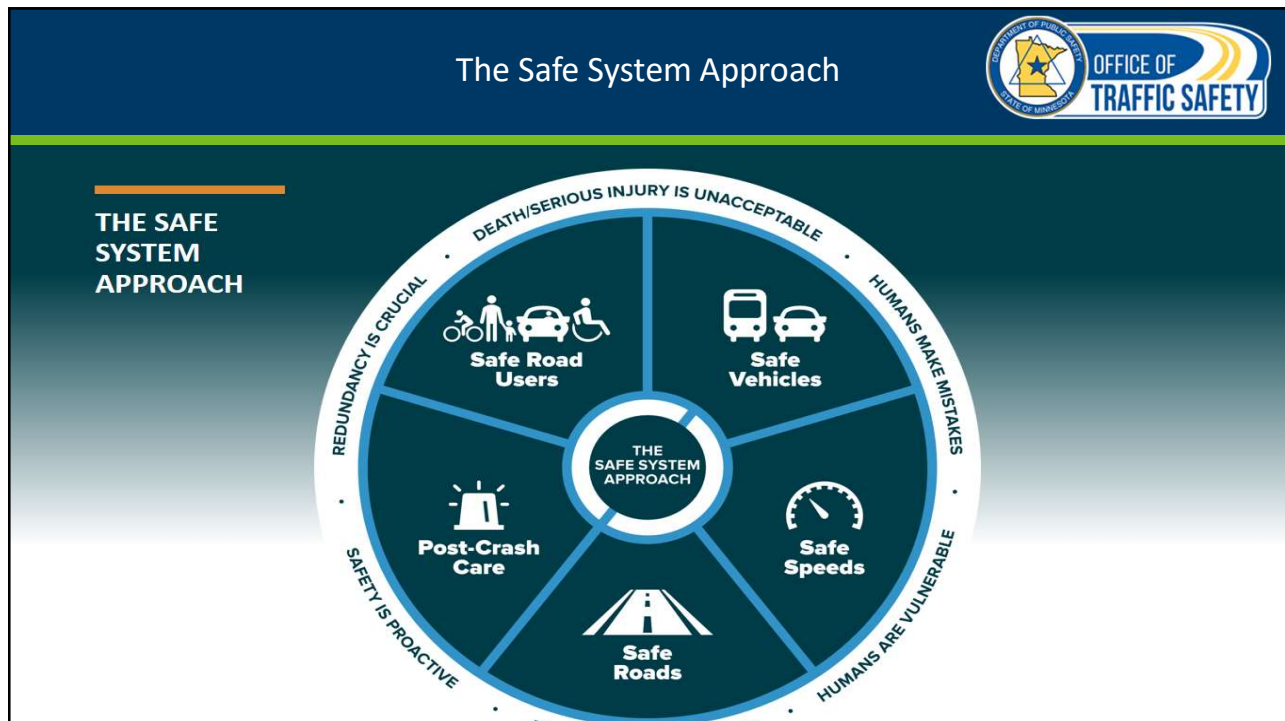 The Safe System Approach
DEPARTMENT OF PUBLIC SAFETY
STATE OF MINNESOTA
OFFICE OF
TRAFFIC SAFETY
THE SAFE
SYSTEM
APPROACH
DEATH/SERIOUS INJURY IS UNACCEPTABLE
HUMANS MAKE MISTAKES
HUMANS ARE VULNERABLE
SAFETY IS PROACTIVE
REDUNDANCY IS CRUCIAL
Safe Road
Users
Safe
Vehicles
THE
SAFE SYSTEM
APPROACH
Post-Crash
Care
Safe
Speeds
Safe
Roads